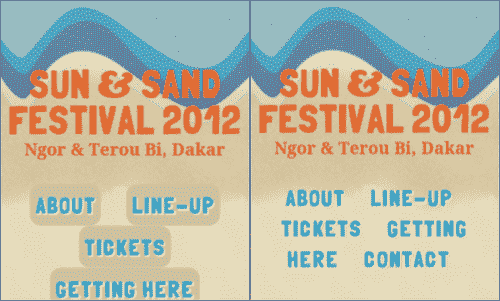 SUN & SAND
FESTIVAL 2012
Ngor & Terou Bi, Dakar
ABOUT LINE-UP
TICKETS
GETTING HERE
SUN & SAND
FESTIVAL 2012
Ngor & Terou Bi, Dakar
ABOUT LINE-UP
TICKETS GETTING
HERE CONTACT